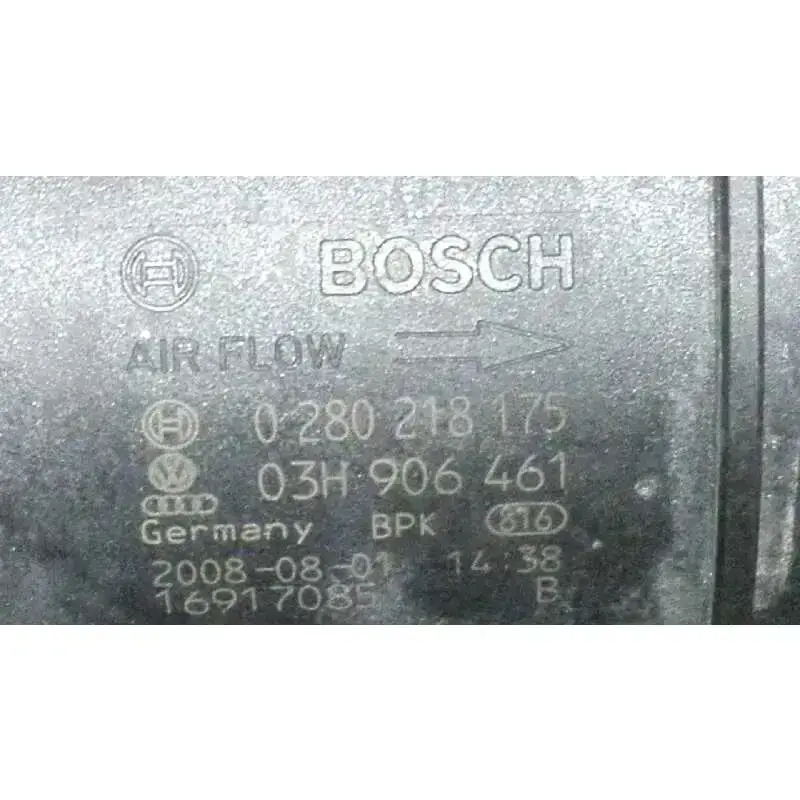 BOSCH
AIR FLOW
0 280 218 175
03H 906 461
Germany BPK 816
2008-08-01 14:38
16917085 B